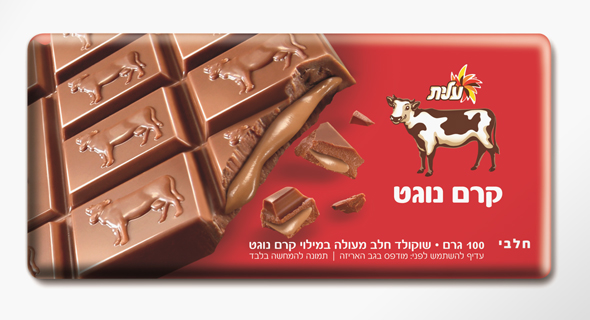 עלית
קרם נוגט
חלבי
100 גרם • שוקולד חלב מעולה במילוי קרם נוגט
עדיף להשתמש לפני: מודפס בגב האריזה | תמונה להמחשה בלבד